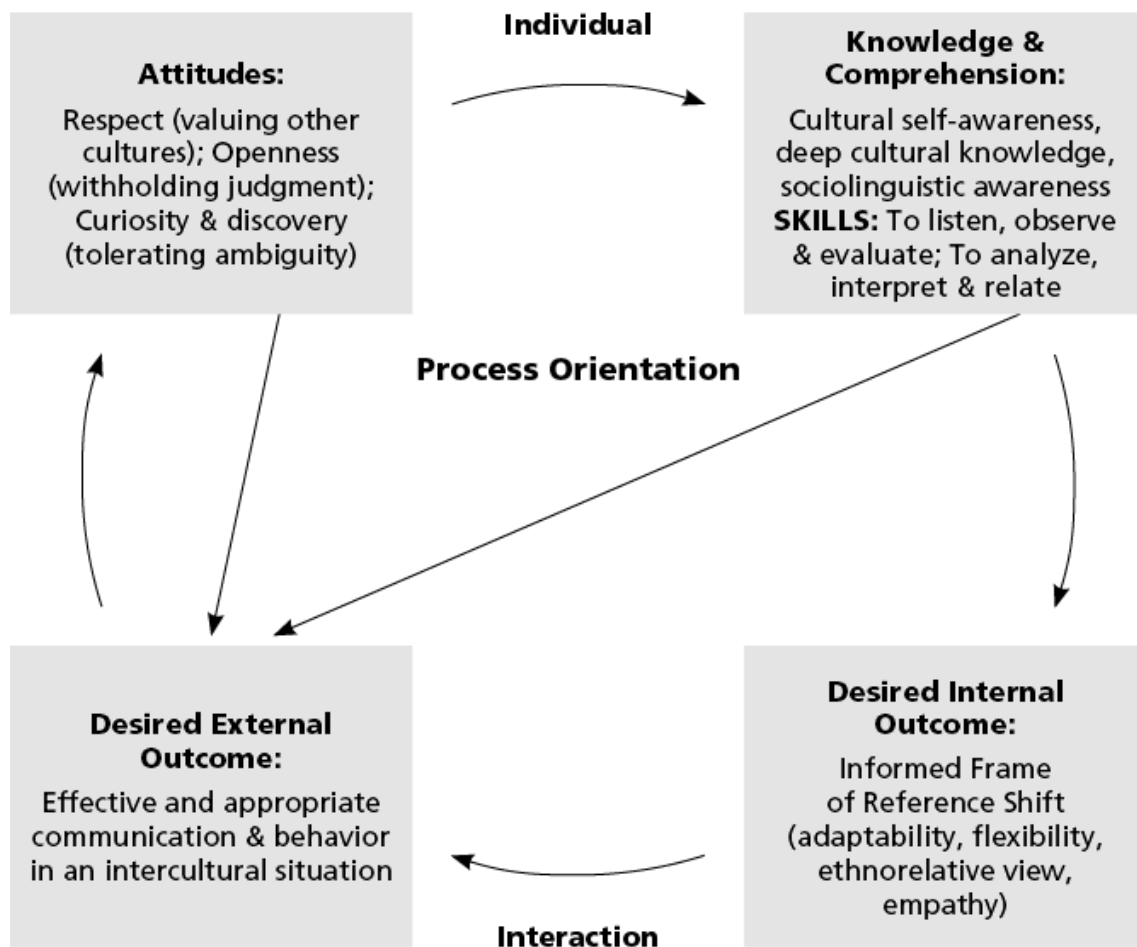 Individual
Attitudes:
Respect (valuing other
cultures); Openness
(withholding judgment);
Curiosity & discovery
(tolerating ambiguity)
Knowledge &
Comprehension:
Cultural self-awareness,
deep cultural knowledge,
sociolinguistic awareness
SKILLS: To listen, observe
& evaluate; To analyze,
interpret & relate
Process Orientation
Desired External
Outcome:
Effective and appropriate
communication & behavior
in an intercultural situation
Desired Internal
Outcome:
Informed Frame
of Reference Shift
(adaptability, flexibility,
ethnorelative view,
empathy)
Interaction